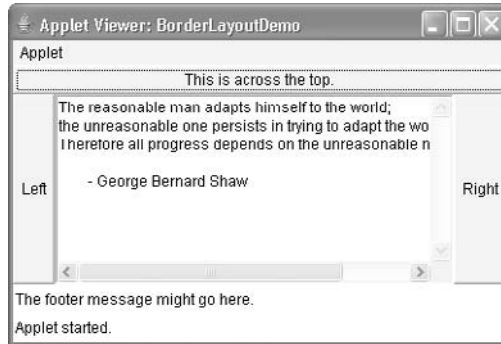 Applet Viewer: BorderLayoutDemo
Applet
This is across the top.
The reasonable man adapts himself to the world;
the unreasonable one persists in trying to adapt the wo
Therefore all progress depends on the unreasonable n
- George Bernard Shaw
Left
Right
The footer message might go here.
Applet started.